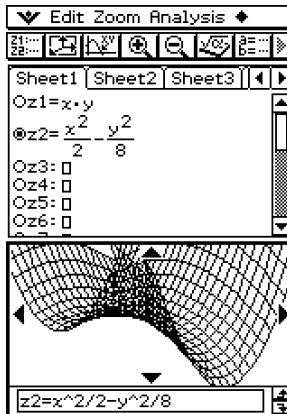 Edit Zoom Analysis
Sheet1 Sheet2 Sheet3
z1=x·y
z2=x²/2-y²/8
z3:
z4:
z5:
z6:
z2=x^2/2-y^2/8